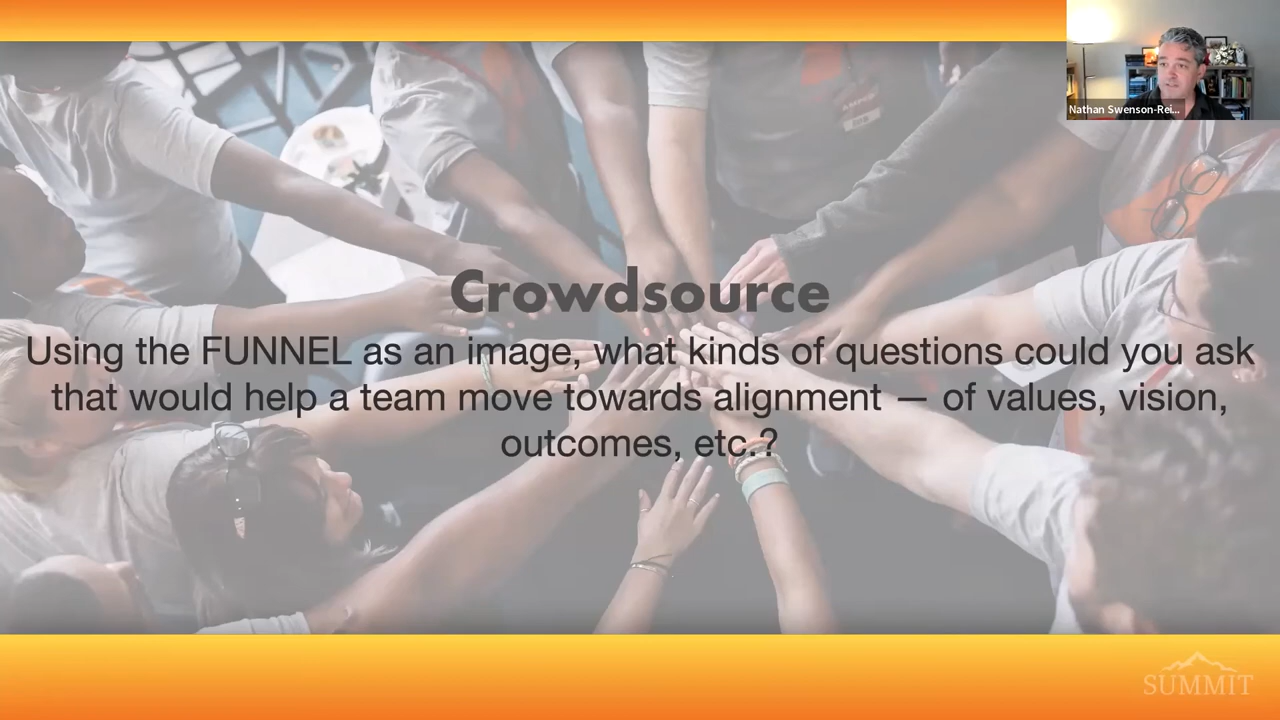 Nathan Swenson-Rei...
Crowdsource
Using the FUNNEL as an image, what kinds of questions could you ask
that would help a team move towards alignment — of values, vision,
outcomes, etc.?
SUMMIT